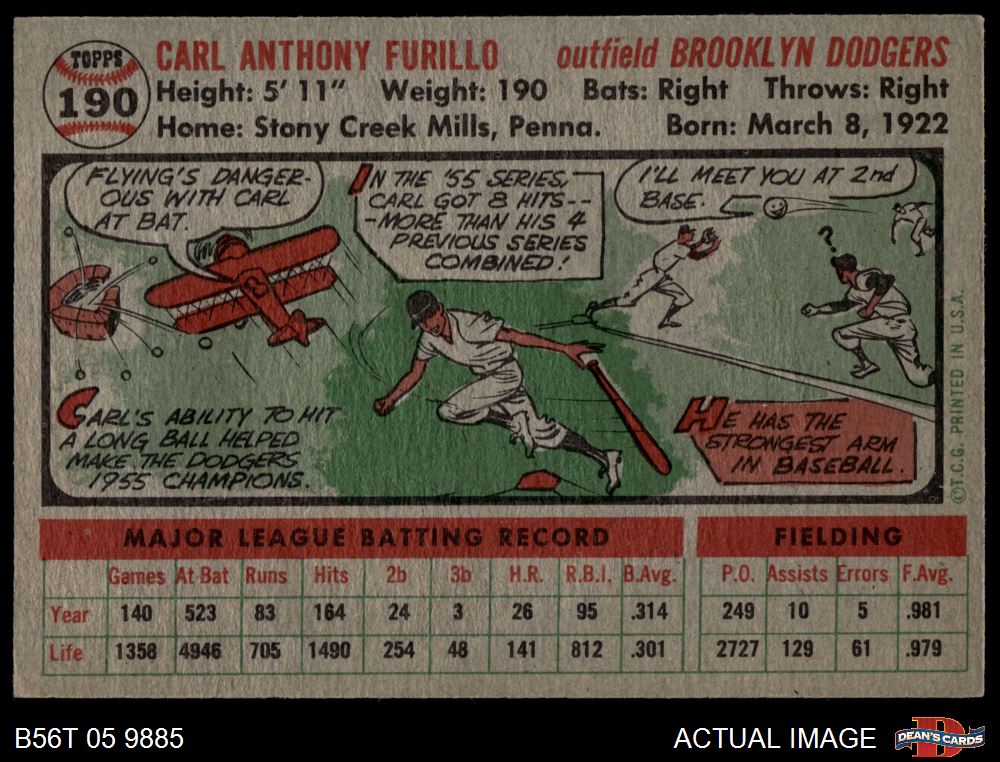 TOPPS
190
CARL ANTHONY FURILLO outfield BROOKLYN DODGERS
Height: 5' 11" Weight: 190 Bats: Right Throws: Right
Home: Stony Creek Mills, Penna. Born: March 8, 1922
FLYING'S DANGER-
OUS WITH CARL
AT BAT.
IN THE '55 SERIES,
CARL GOT 8 HITS--
-MORE THAN HIS 4
PREVIOUS SERIES
COMBINED!
I'LL MEET YOU AT 2nd
BASE.
?
CARL'S ABILITY TO HIT
A LONG BALL HELPED
MAKE THE DODGERS
1955 CHAMPIONS.
HE HAS THE
STRONGEST ARM
IN BASEBALL.
©T.C.G. PRINTED IN U.S.A.
MAJOR LEAGUE BATTING RECORD FIELDING
Games At Bat Runs Hits 2b 3b H.R. R.B.I. B.Avg. P.O. Assists Errors F.Avg.
Year 140 523 83 164 24 3 26 95 .314 249 10 5 .981
Life 1358 4946 705 1490 254 48 141 812 .301 2727 129 61 .979
B56T 05 9885 ACTUAL IMAGE DEAN'S CARDS